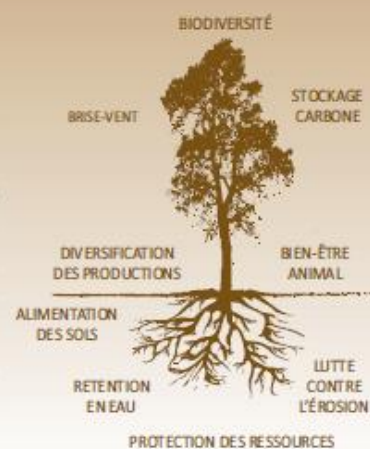 BIODIVERSITÉ
STOCKAGE
CARBONE
BRISE-VENT
DIVERSIFICATION
DES PRODUCTIONS
BIEN-ÊTRE
ANIMAL
ALIMENTATION
DES SOLS
RETENTION
EN EAU
LUTTE
CONTRE
L'ÉROSION
PROTECTION DES RESSOURCES